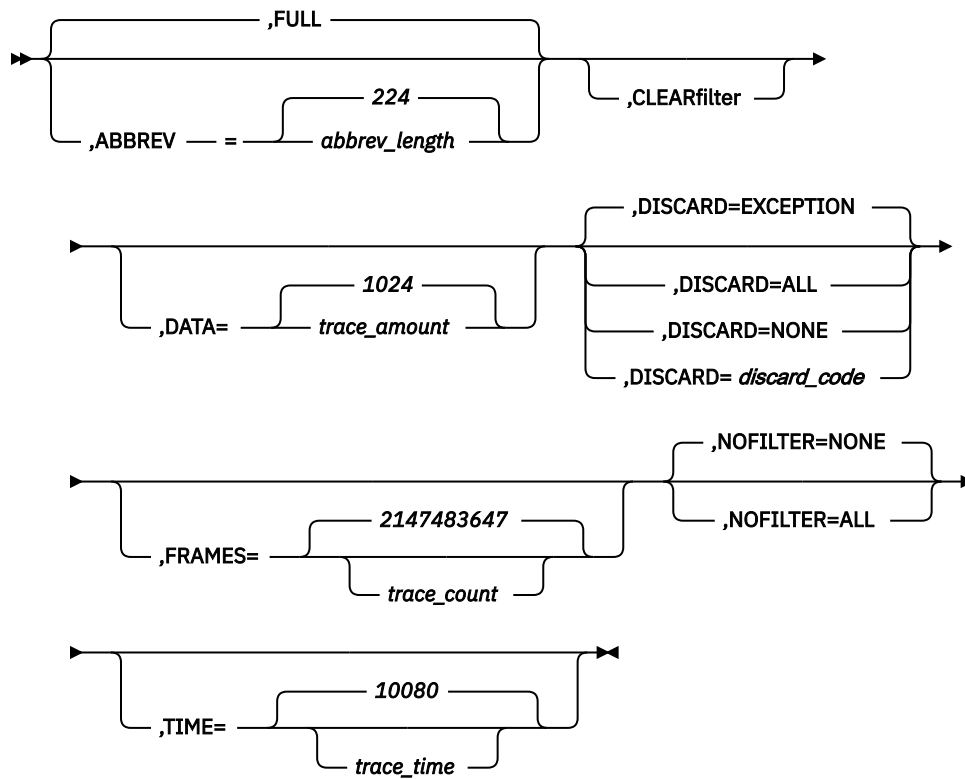 ,FULL
,ABBREV = 224
abbrev_length
,CLEARfilter
,DATA= 1024
trace_amount
,DISCARD=EXCEPTION
,DISCARD=ALL
,DISCARD=NONE
,DISCARD= discard_code
,FRAMES= 2147483647
trace_count
,NOFILTER=NONE
,NOFILTER=ALL
,TIME= 10080
trace_time